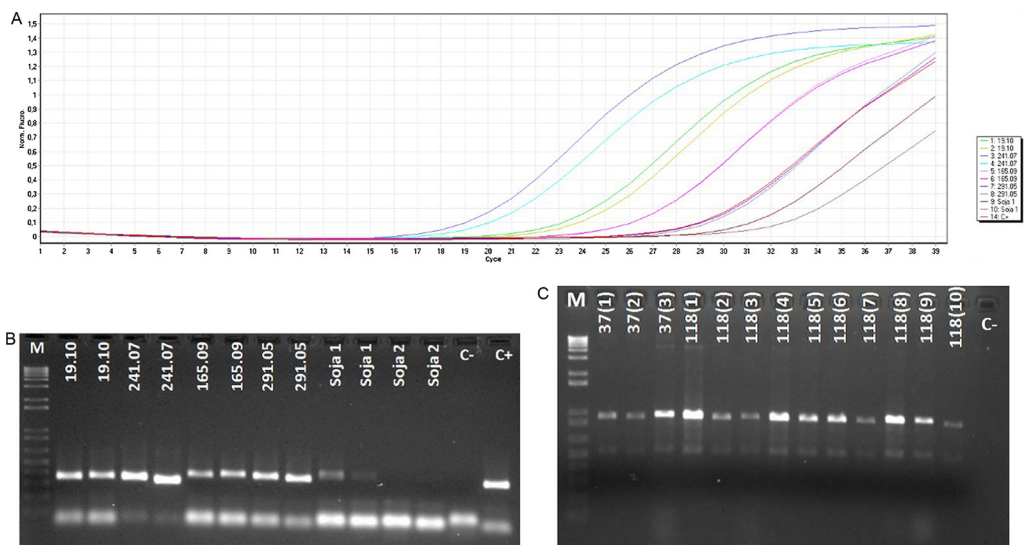 A
Norm. Fluoro
1,5
1,4
1,3
1,2
1,1
1
0,9
0,8
0,7
0,6
0,5
0,4
0,3
0,2
0,1
0
1 2 3 4 5 6 7 8 9 10 11 12 13 14 15 16 17 18 19 20 21 22 23 24 25 26 27 28 29 30 31 32 33 34 35 36 37 38 39
Cycle
1: 19.10
2: 19.10
3: 241.07
4: 241.07
5: 165.09
6: 165.09
7: 291.05
8: 291.05
9: Soja 1
10: Soja 1
14: C+
B
M 19.10 19.10 241.07 241.07 165.09 165.09 291.05 291.05 Soja 1 Soja 1 Soja2 Soja2 C- C+
C
M 37(1) 37(2) 37(3) 118(1) 118(2) 118(3) 118(4) 118(5) 118(6) 118(7) 118(8) 118(9) 118(10) C-